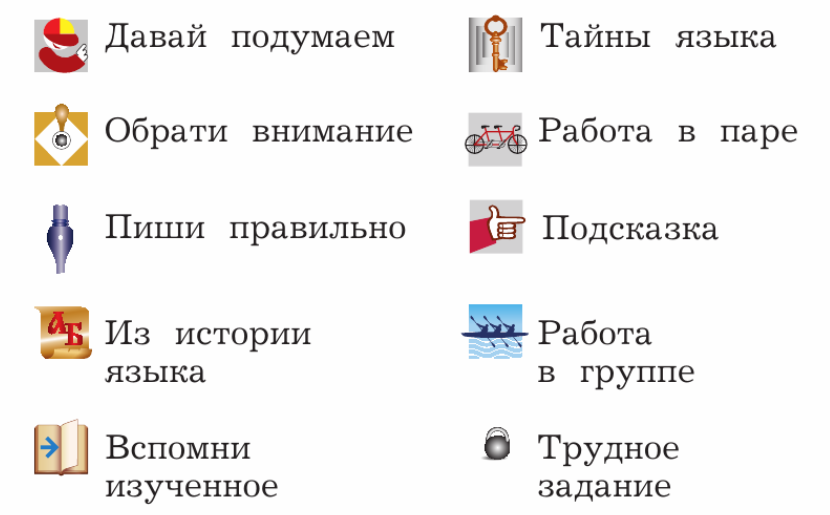 Давай подумаем
Обрати внимание
Пиши правильно
АБ
Из истории
языка
Вспомни
изученное
Тайны языка
Работа в паре
Подсказка
Работа
в группе
Трудное
задание